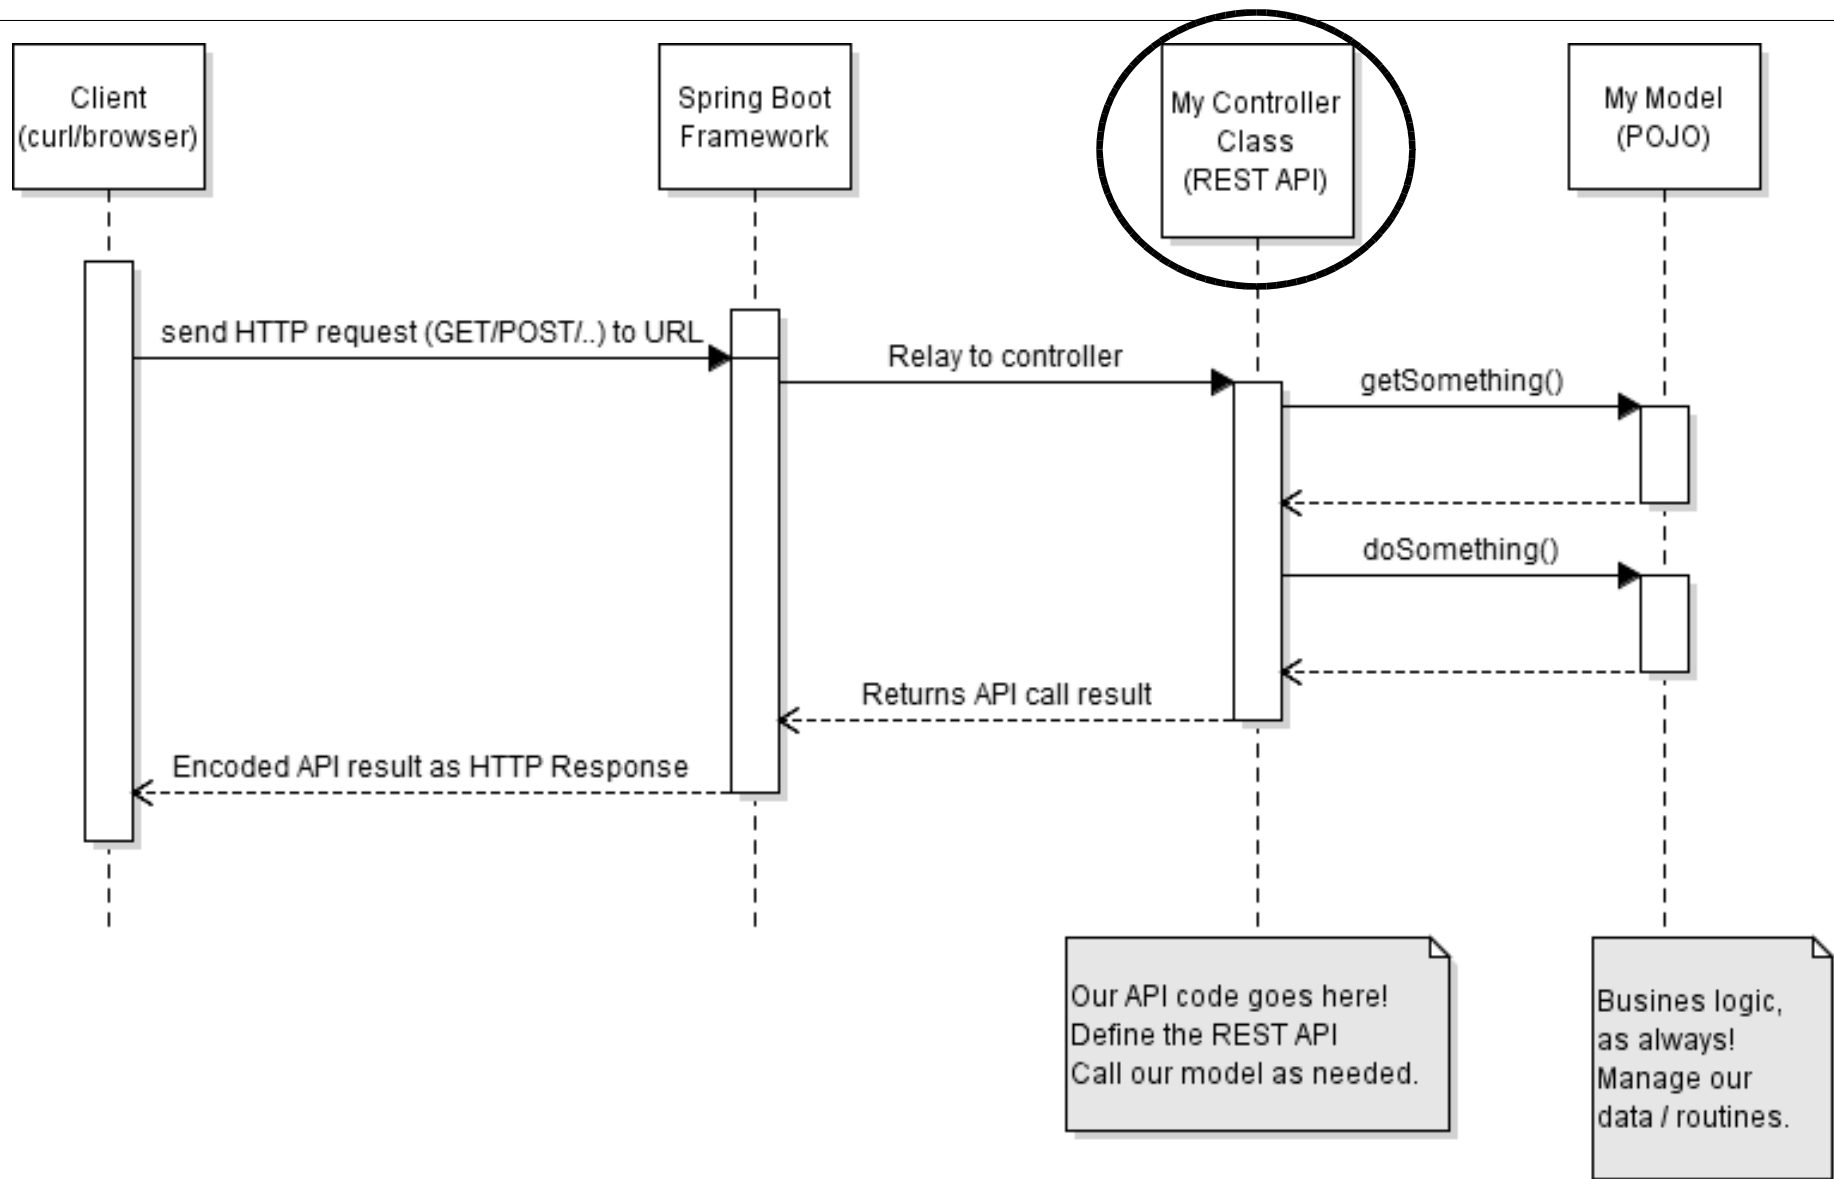 Client
(curl/browser)
Spring Boot
Framework
My Controller
Class
(REST API)
My Model
(POJO)
send HTTP request (GET/POST/..) to URL
Relay to controller
getSomething()
doSomething()
Returns API call result
Encoded API result as HTTP Response
Our API code goes here!
Define the REST API
Call our model as needed.
Busines logic,
as always!
Manage our
data / routines.